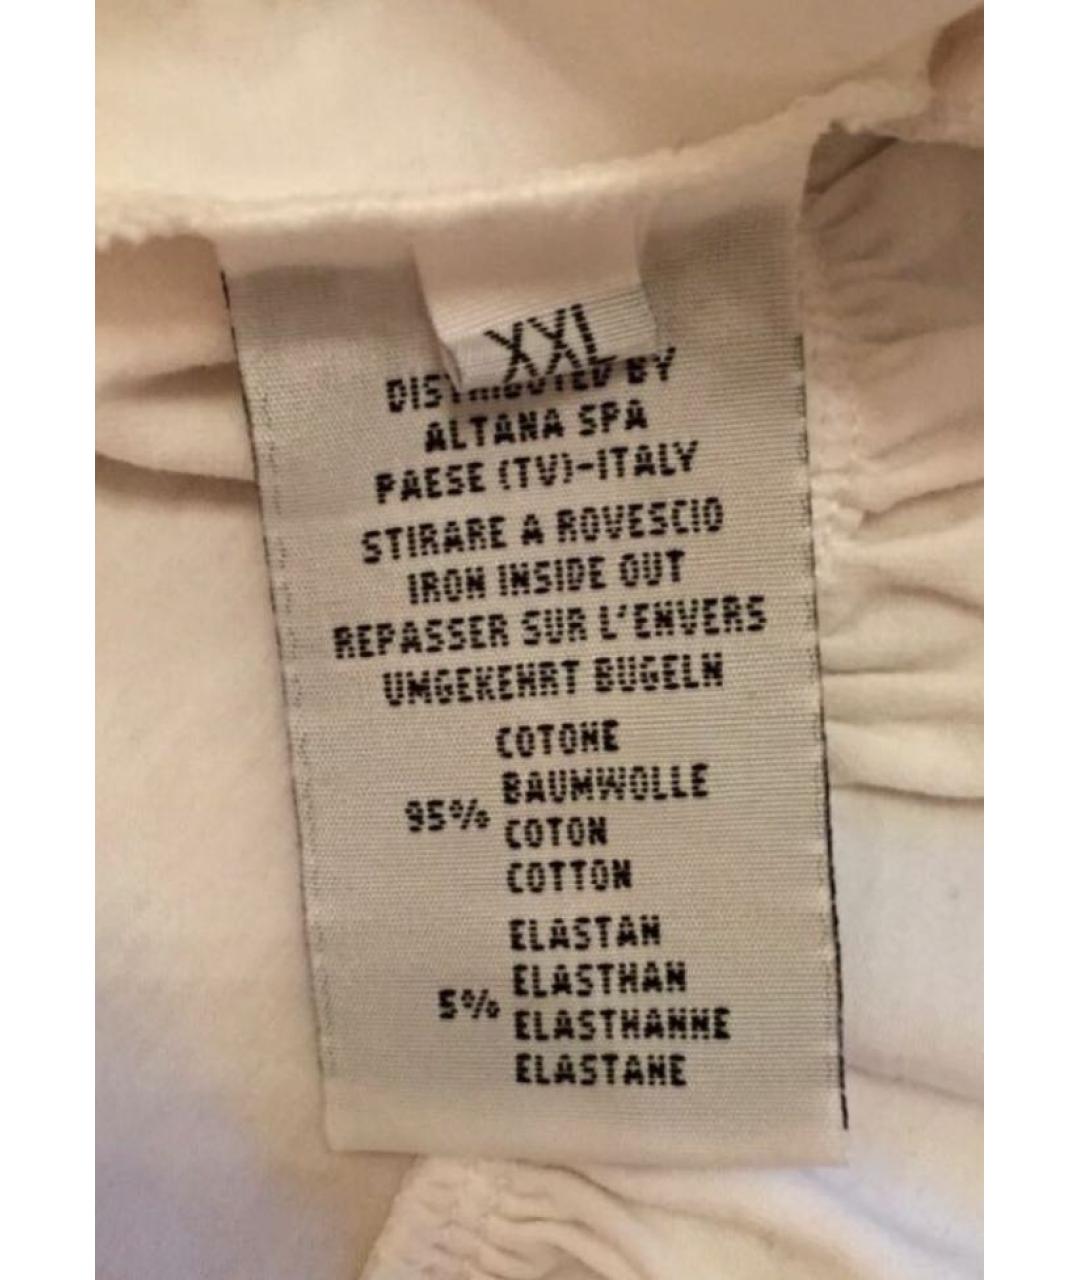 XXL
DISTRIBUTED BY
ALTANA SPA
PAESE (TV)-ITALY
STIRARE A ROVESCIO
IRON INSIDE OUT
REPASSER SUR L'ENVERS
UMGEKEHRT BUGELN
95%
COTONE
BAUMWOLLE
COTON
COTTON
5%
ELASTAN
ELASTHAN
ELASTHANNE
ELASTANE